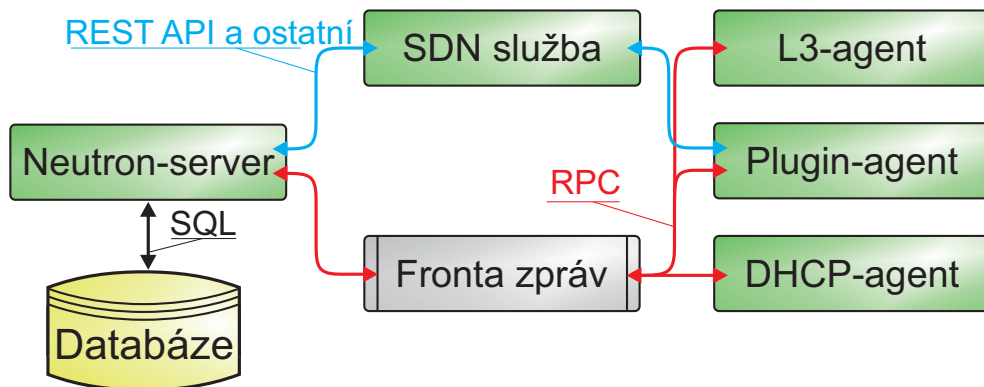 REST API a ostatní
SDN služba
L3-agent
Neutron-server
Plugin-agent
RPC
SQL
Fronta zpráv
DHCP-agent
Databáze